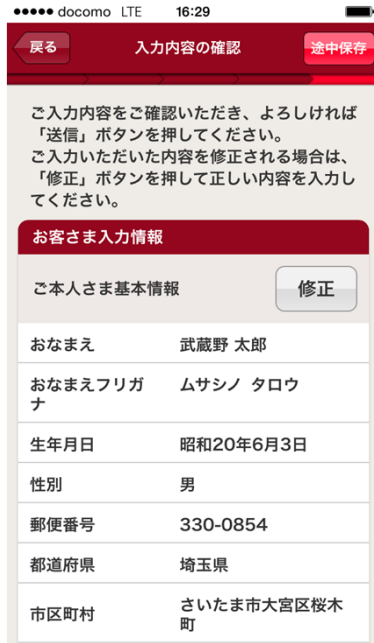 docomo LTE 16:29
戻る 入力内容の確認 途中保存
ご入力内容をご確認いただき、よろしければ
「送信」ボタンを押してください。
ご入力いただいた内容を修正される場合は、
「修正」ボタンを押して正しい内容を入力し
てください。
お客さま入力情報
ご本人さま基本情報 修正
おなまえ 武蔵野 太郎
おなまえフリガ ムサシノ タロウ
ナ
生年月日 昭和20年6月3日
性別 男
郵便番号 330-0854
都道府県 埼玉県
市区町村 さいたま市大宮区桜木
町